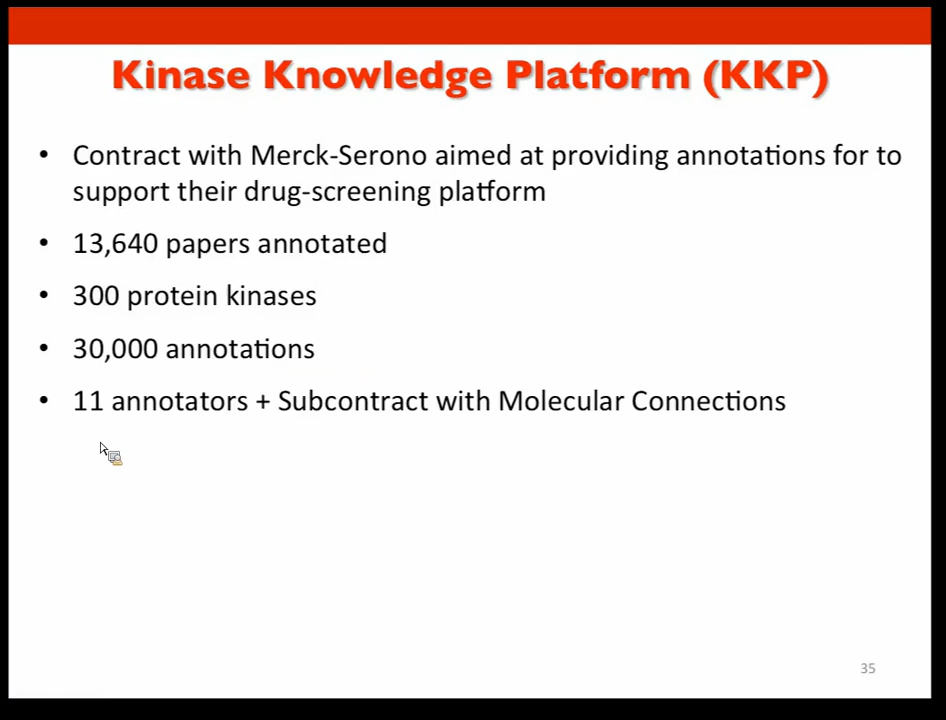 Kinase Knowledge Platform (KKP)
• Contract with Merck-Serono aimed at providing annotations for to
support their drug-screening platform
• 13,640 papers annotated
• 300 protein kinases
• 30,000 annotations
• 11 annotators + Subcontract with Molecular Connections
35